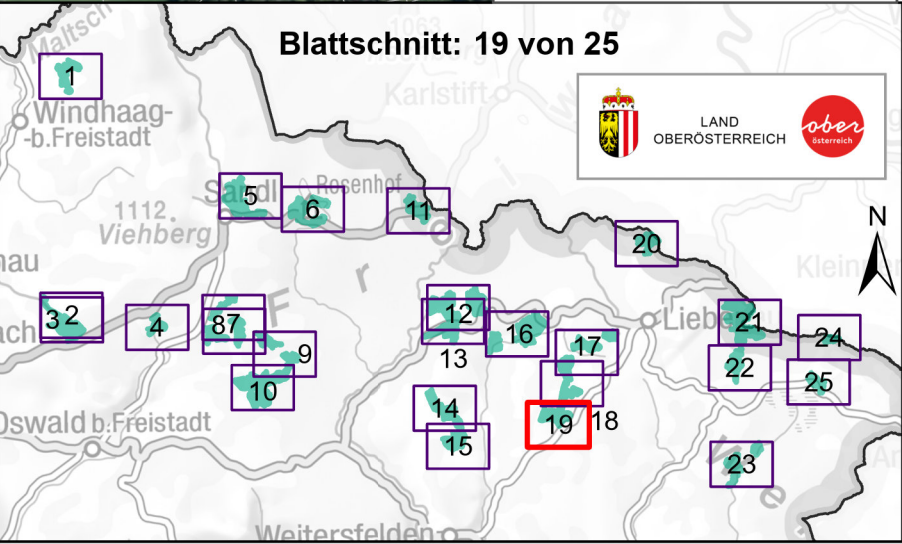 Maltsch
1063
Blattschnitt: 19 von 25
Karlstift
LAND
OBERÖSTERREICH
ober
österreich
1
Windhaag-
-b.Freistadt
Sandl
5
Rosenhof
6
11
1112.
Viehberg
20
N
nau
Klein
3 2
4
87
F
r
12
16
Liebe
21
24
ach
13
17
9
22
25
10
14
18
19
Oswald b.Freistadt
15
23
e
Weitersfelden